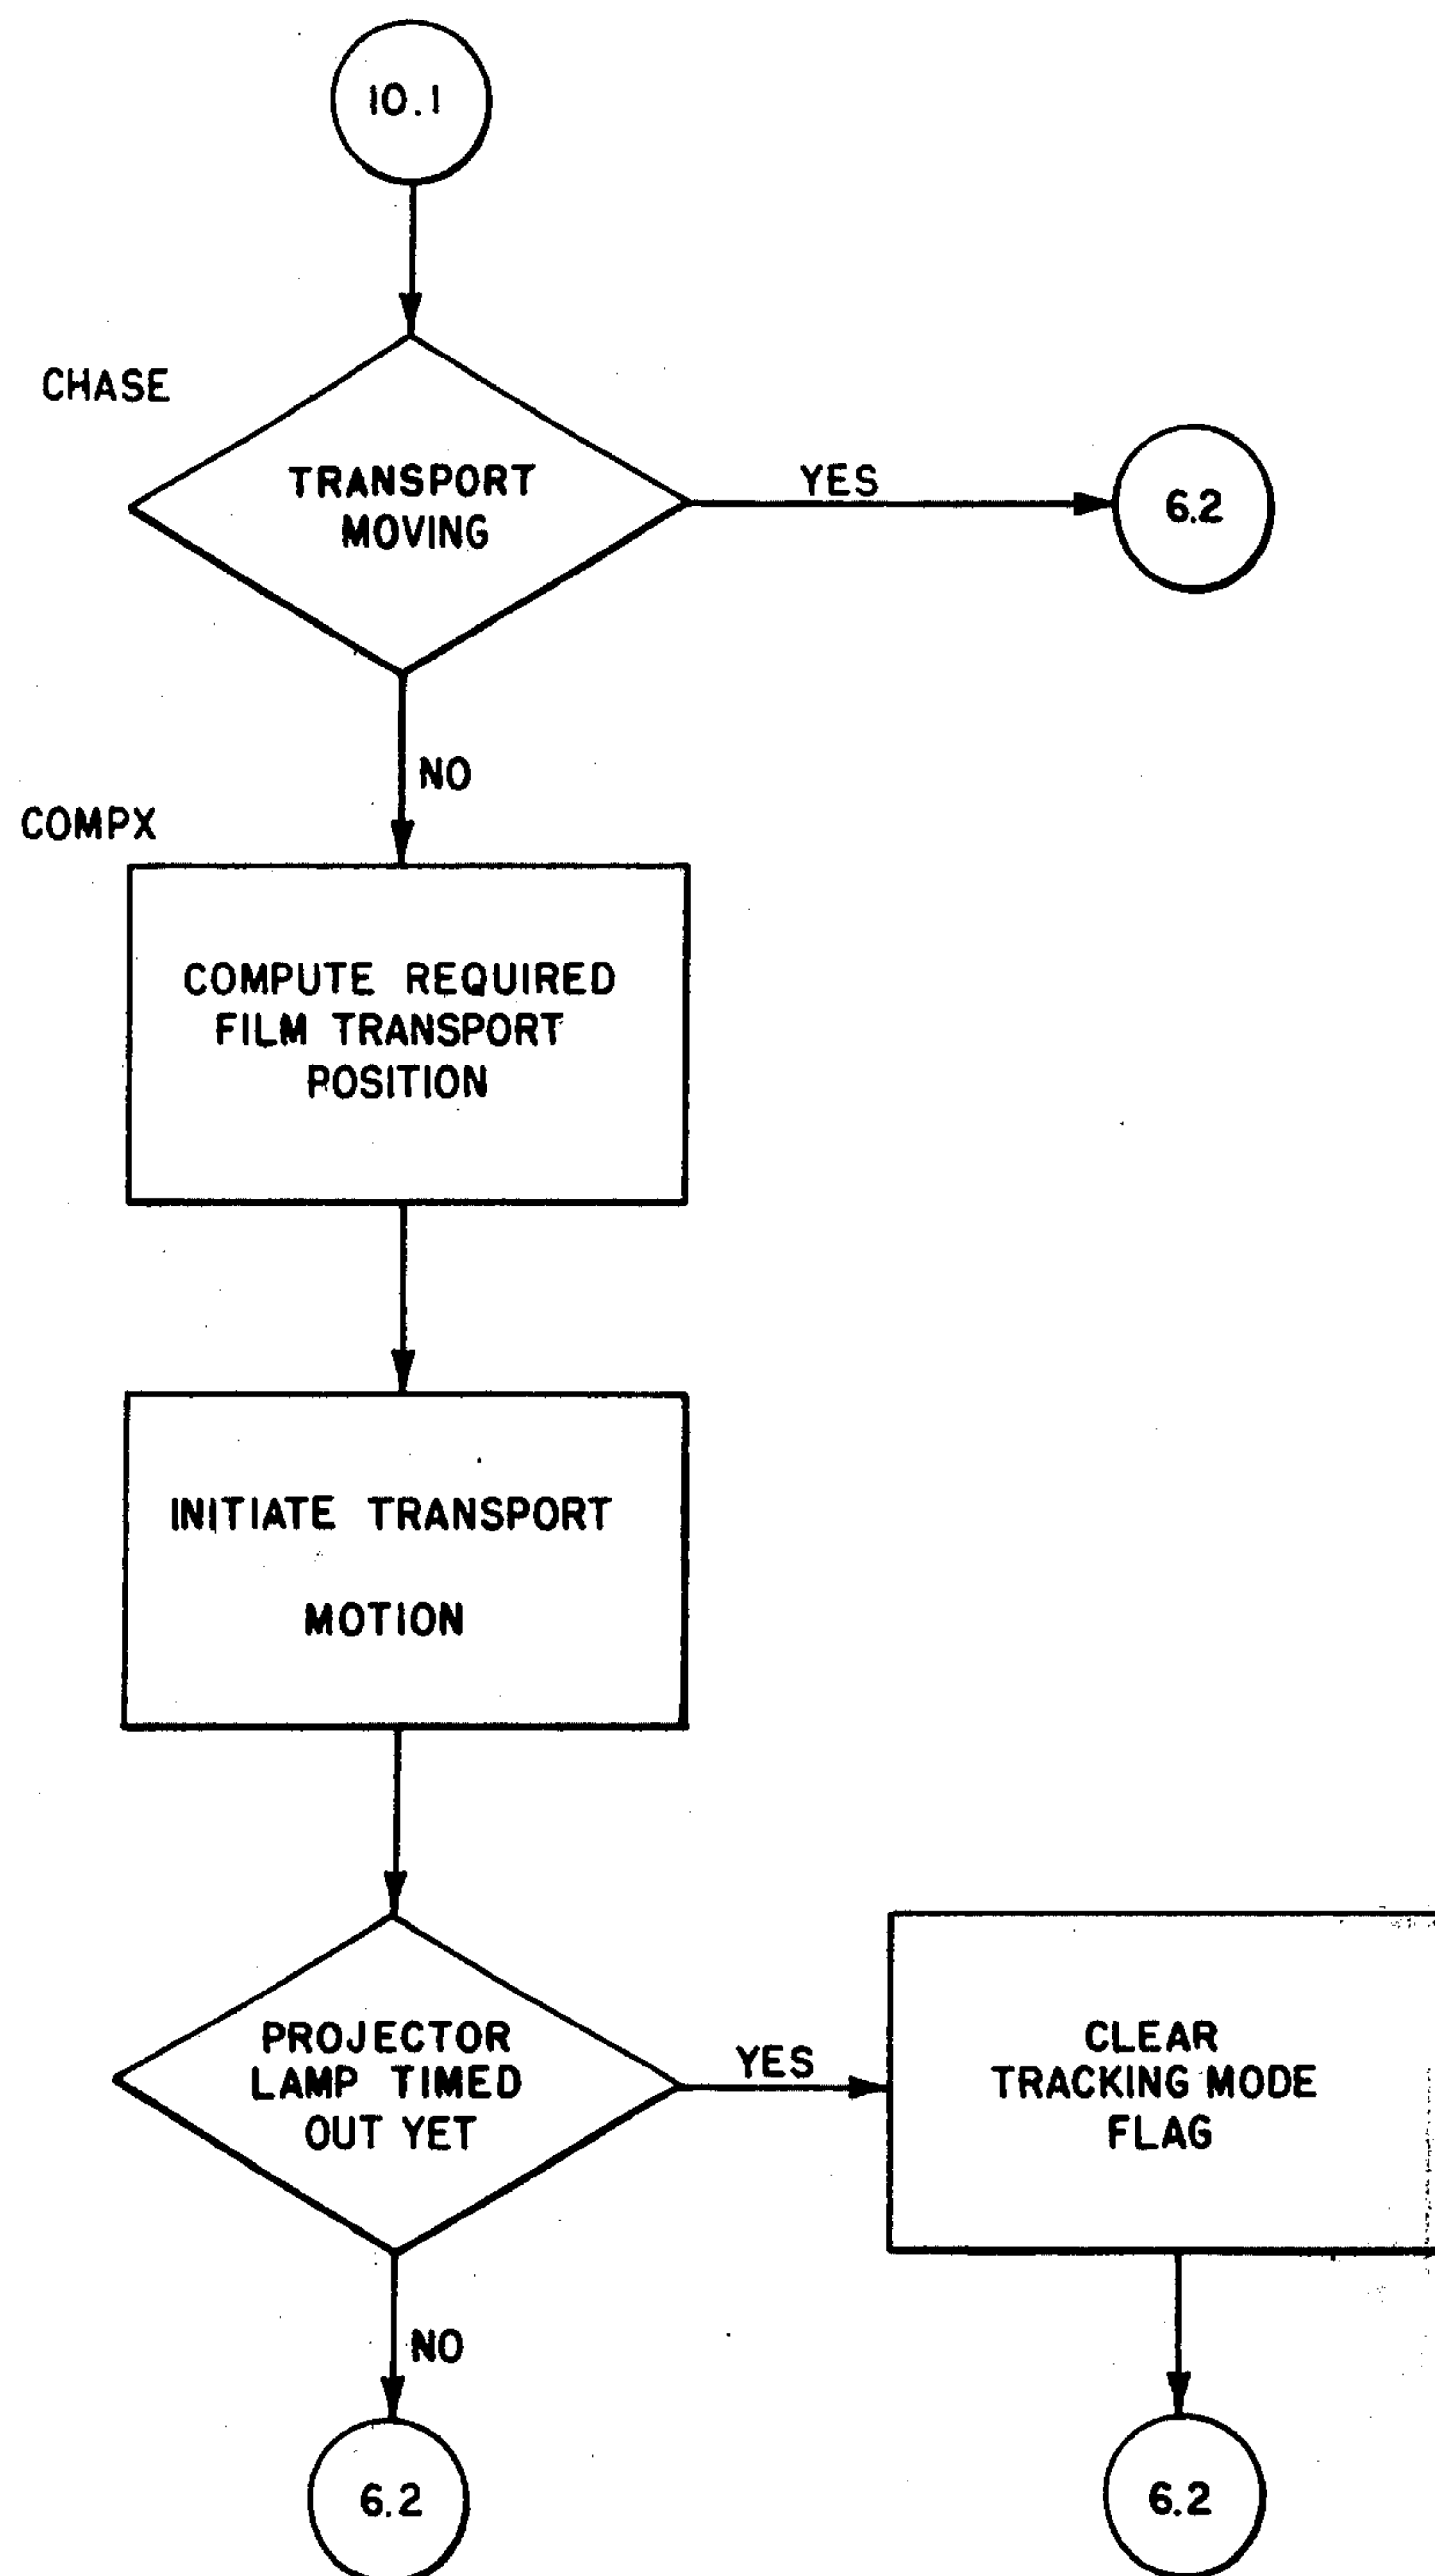 10.1
CHASE
TRANSPORT
MOVING
YES
6.2
NO
COMPX
COMPUTE REQUIRED
FILM TRANSPORT
POSITION
INITIATE TRANSPORT
MOTION
PROJECTOR
LAMP TIMED
OUT YET
YES
CLEAR
TRACKING MODE
FLAG
NO
6.2
6.2